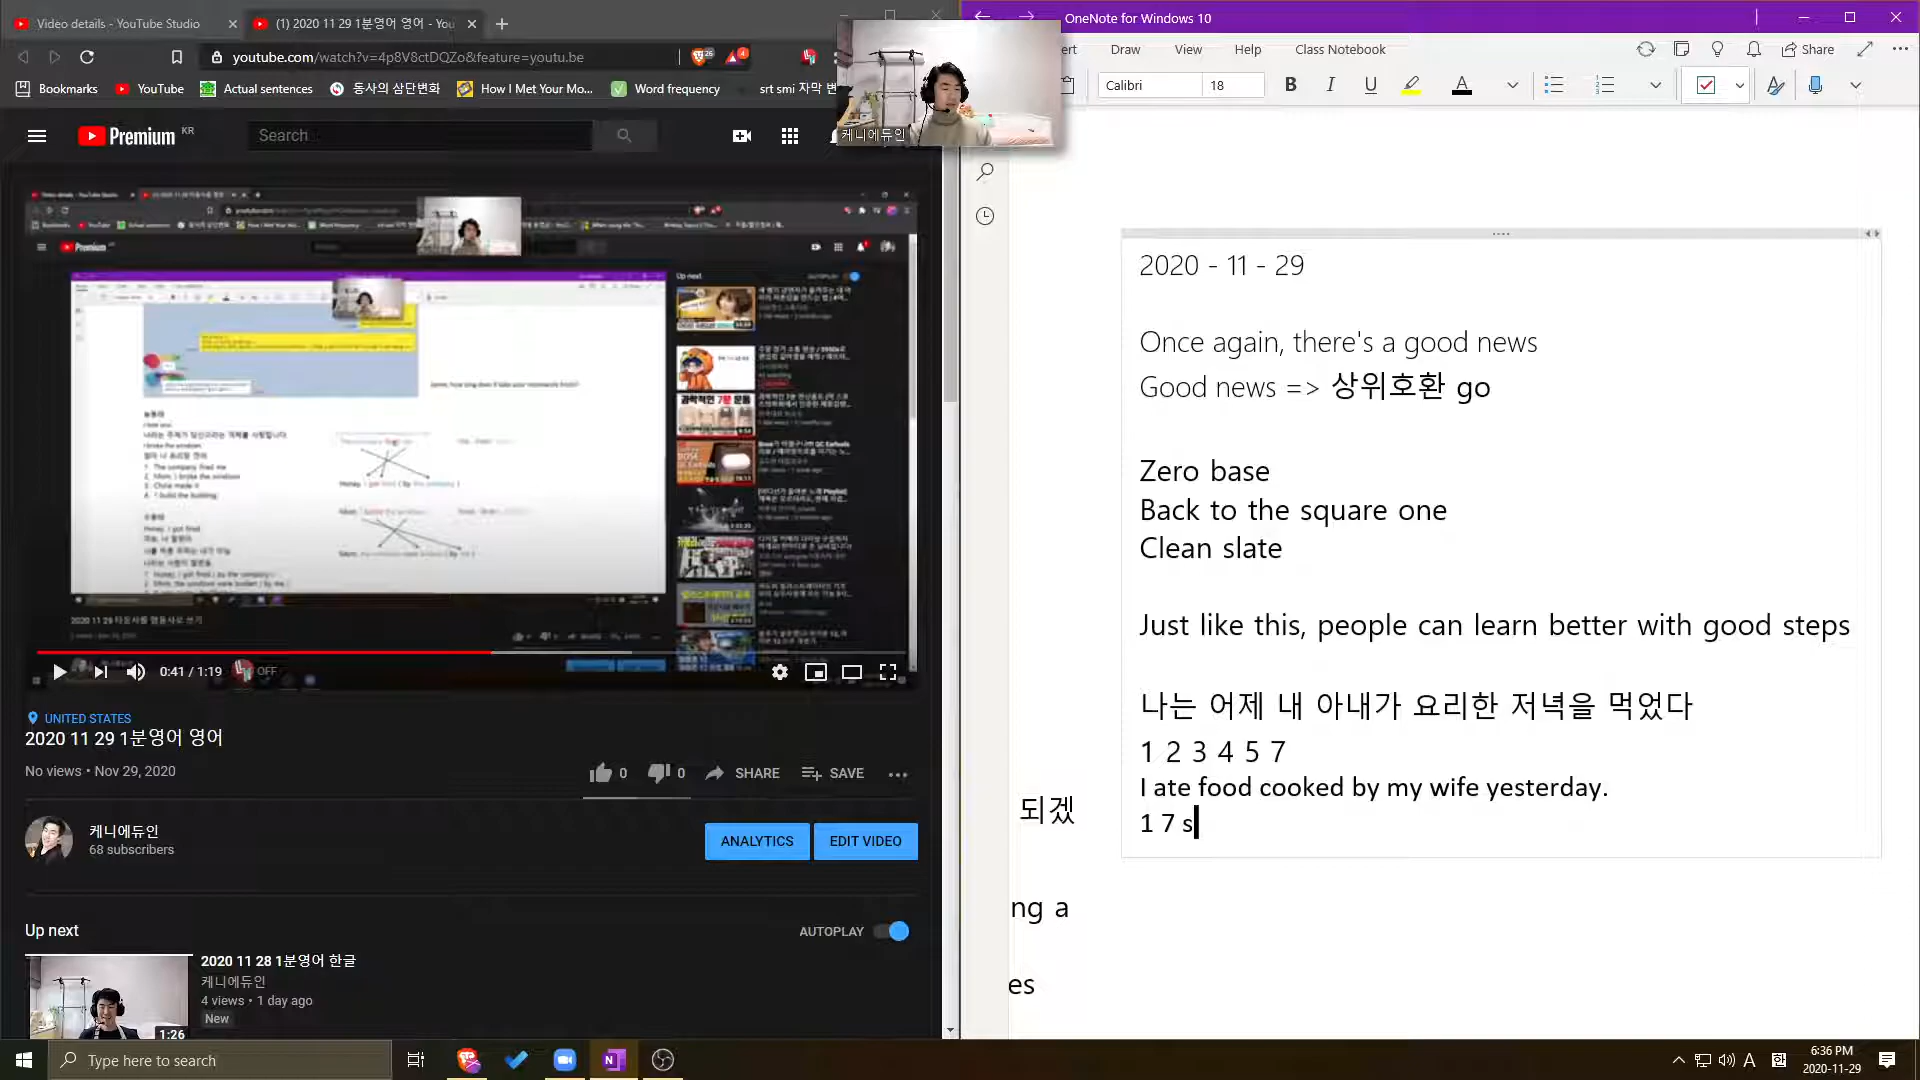 Video details - YouTube Studio
(1) 2020 11 29 1분영어 영어 - You
youtube.com/watch?v=4p8V8ctDQZo&feature=youtu.be
26
4
Bookmarks
YouTube
Actual sentences
동사의 삼단변화
How I Met Your Mo...
Word frequency
srt smi 자막 변
Premium KR
Search
케니에듀인
Up next
AUTOPLAY
0:41 / 1:19
OFF
UNITED STATES
2020 11 29 1분영어 영어
No views • Nov 29, 2020
0
0
SHARE
SAVE
케니에듀인
68 subscribers
ANALYTICS
EDIT VIDEO
Up next
AUTOPLAY
2020 11 28 1분영어 한글
케니에듀인
4 views • 1 day ago
New
1:26
OneNote for Windows 10
ert
Draw
View
Help
Class Notebook
Share
Calibri
18
B
I
U
A
2020 - 11 - 29
Once again, there's a good news
Good news => 상위호환 go
Zero base
Back to the square one
Clean slate
Just like this, people can learn better with good steps
나는 어제 내 아내가 요리한 저녁을 먹었다
1 2 3 4 5 7
I ate food cooked by my wife yesterday.
1 7 s
되겠
ng a
es
Type here to search
A
6:36 PM
2020-11-29